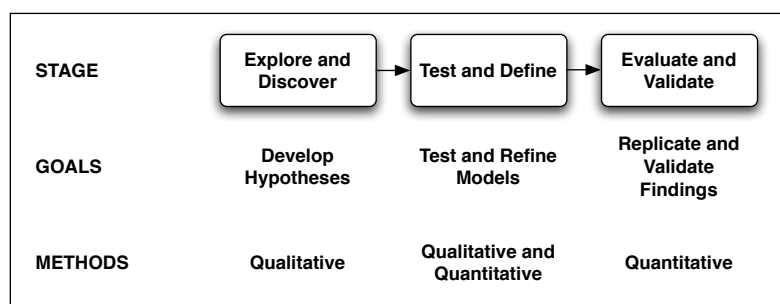 STAGE
Explore and
Discover
Test and Define
Evaluate and
Validate
GOALS
Develop
Hypotheses
Test and Refine
Models
Replicate and
Validate
Findings
METHODS
Qualitative
Qualitative and
Quantitative
Quantitative